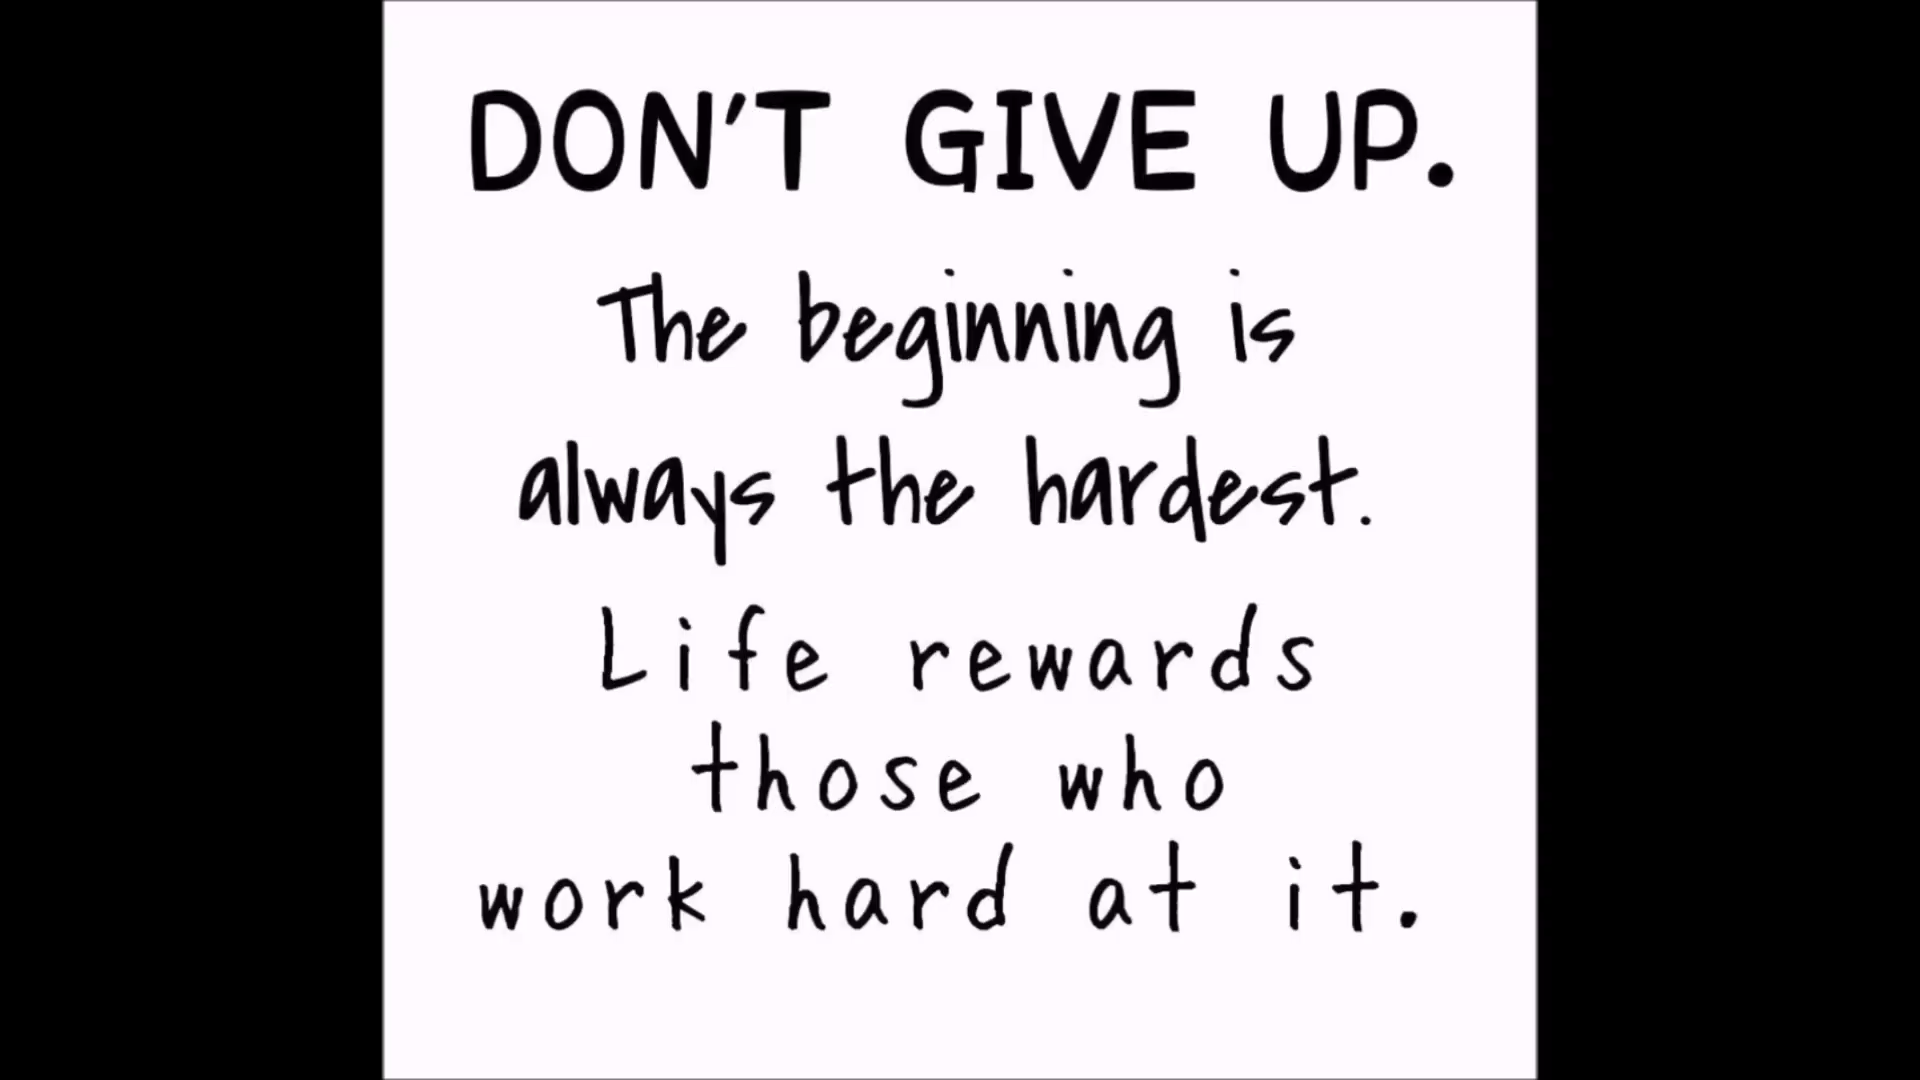 DON'T GIVE UP.
The beginning is
always the hardest.
Life rewards
those who
work hard at it.